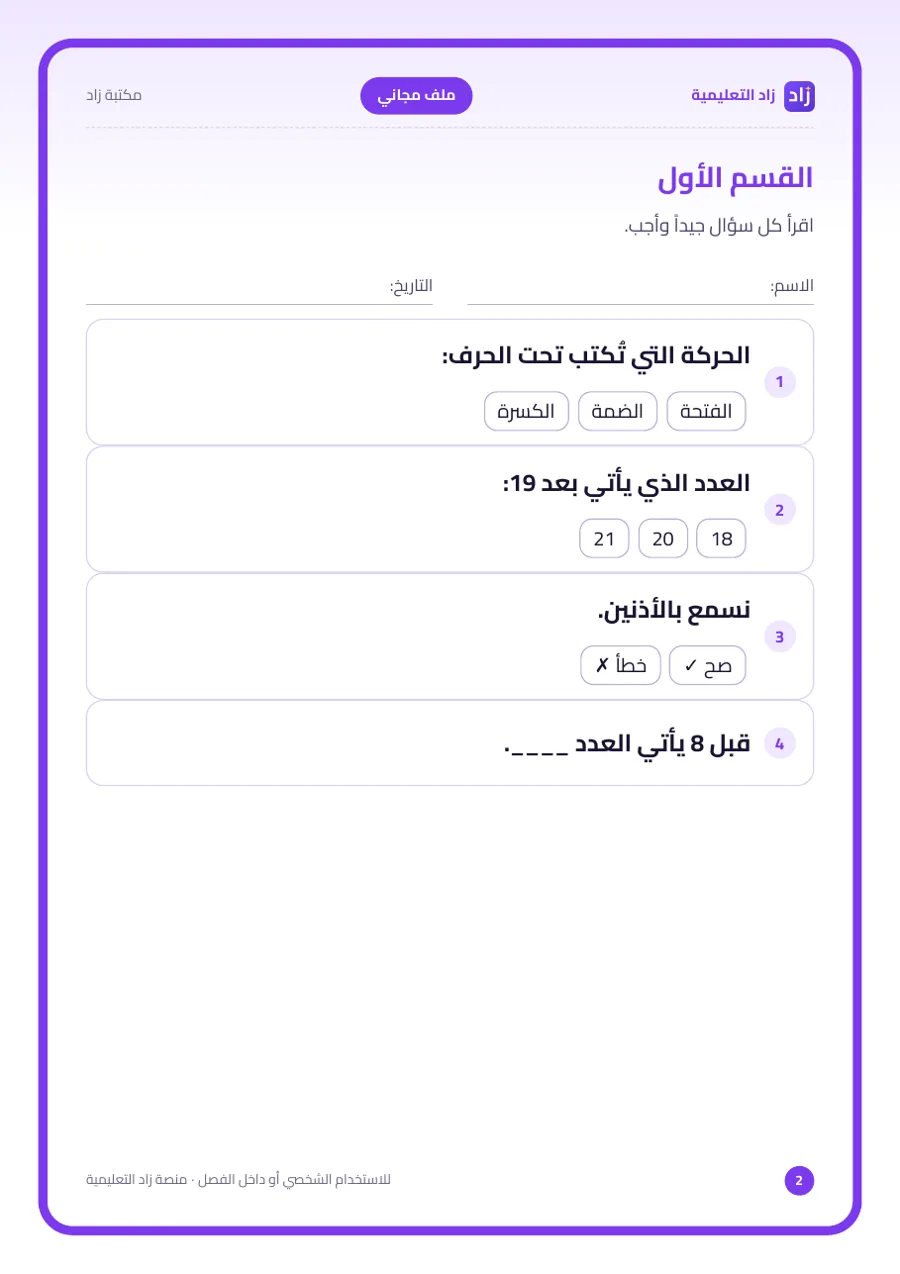 زاد زاد التعليمية
ملف مجاني
مكتبة زاد
القسم الأول
اقرأ كل سؤال جيداً وأجب.
الاسم: التاريخ:
1 الحركة التي تُكتب تحت الحرف:
الفتحة الضمة الكسرة
2 العدد الذي يأتي بعد 19:
18 20 21
3 نسمع بالأذنين.
صح ✓ خطأ ✗
4 قبل 8 يأتي العدد ____.
2 للاستخدام الشخصي أو داخل الفصل · منصة زاد التعليمية